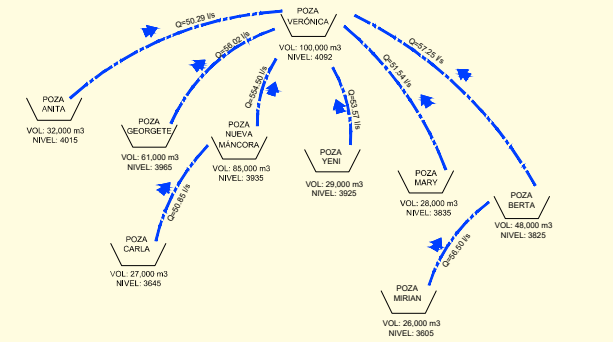 POZA
VERÓNICA
VOL: 100,000 m3
NIVEL: 4092
Q=50.29 l/s
Q=56.02 l/s
Q=554.50 l/s
Q=53.57 l/s
Q=51.54 l/s
Q=57.25 l/s
POZA
ANITA
VOL: 32,000 m3
NIVEL: 4015
POZA
GEORGETE
VOL: 61,000 m3
NIVEL: 3965
POZA
NUEVA
MÁNCORA
VOL: 85,000 m3
NIVEL: 3935
POZA
YENI
VOL: 29,000 m3
NIVEL: 3925
POZA
MARY
VOL: 28,000 m3
NIVEL: 3835
POZA
BERTA
VOL: 48,000 m3
NIVEL: 3825
Q=50.85 l/s
Q=56.50 l/s
POZA
CARLA
VOL: 27,000 m3
NIVEL: 3645
POZA
MIRIAN
VOL: 26,000 m3
NIVEL: 3605